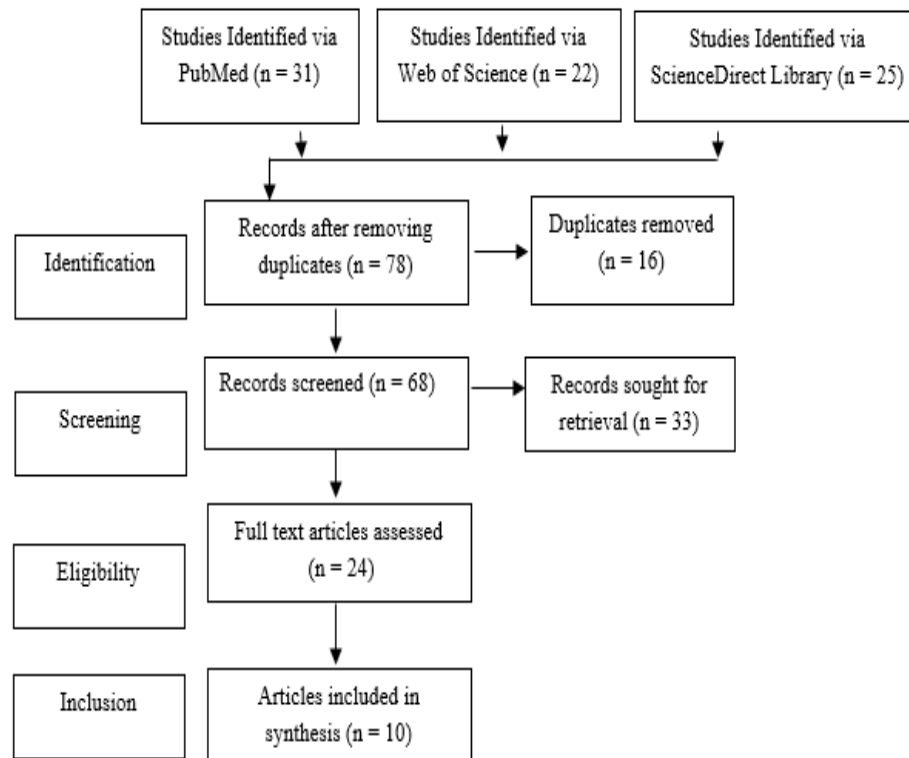 Studies Identified via
PubMed (n = 31)
Studies Identified via
Web of Science (n = 22)
Studies Identified via
ScienceDirect Library (n = 25)
Identification
Records after removing
duplicates (n = 78)
Duplicates removed
(n = 16)
Screening
Records screened (n = 68)
Records sought for
retrieval (n = 33)
Eligibility
Full text articles assessed
(n = 24)
Inclusion
Articles included in
synthesis (n = 10)